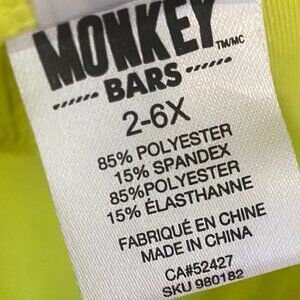 MONKEY TM/MC
BARS
2-6X
85% POLYESTER
15% SPANDEX
85%POLYESTER
15% ÉLASTHANNE
FABRIQUÉ EN CHINE
MADE IN CHINA
CA#52427
SKU 980182